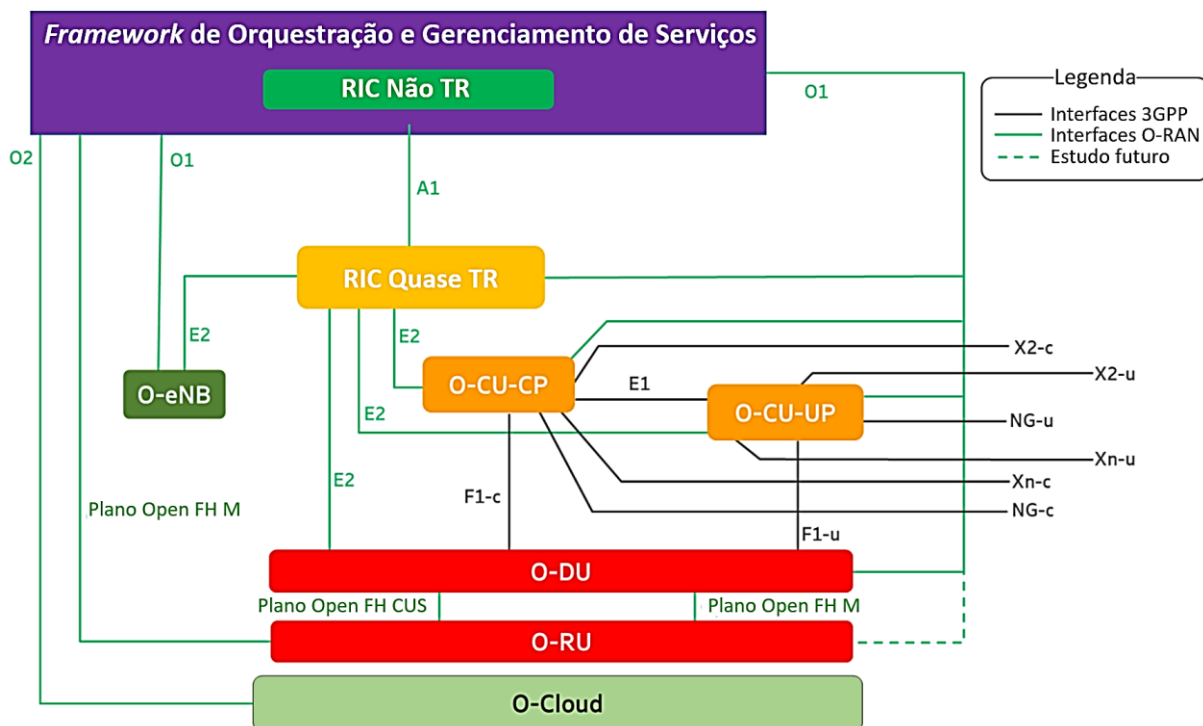 Framework de Orquestração e Gerenciamento de Serviços
RIC Não TR
O1
Legenda
Interfaces 3GPP
Interfaces O-RAN
Estudo futuro
O2
O1
A1
RIC Quase TR
E2
E2
X2-c
O-CU-CP
E1
X2-u
O-eNB
O-CU-UP
E2
NG-u
Xn-u
E2
Xn-c
F1-c
Plano Open FH M
NG-c
F1-u
O-DU
Plano Open FH CUS
Plano Open FH M
O-RU
O-Cloud